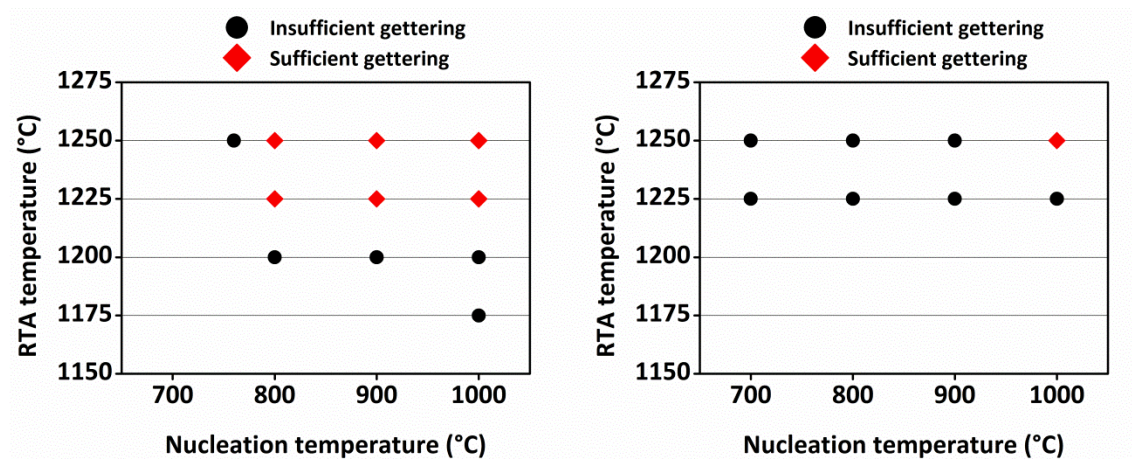 Insufficient gettering
Sufficient gettering
RTA temperature (°C)
1275
1250
1225
1200
1175
1150
700 800 900 1000
Nucleation temperature (°C)
Insufficient gettering
Sufficient gettering
RTA temperature (°C)
1275
1250
1225
1200
1175
1150
700 800 900 1000
Nucleation temperature (°C)